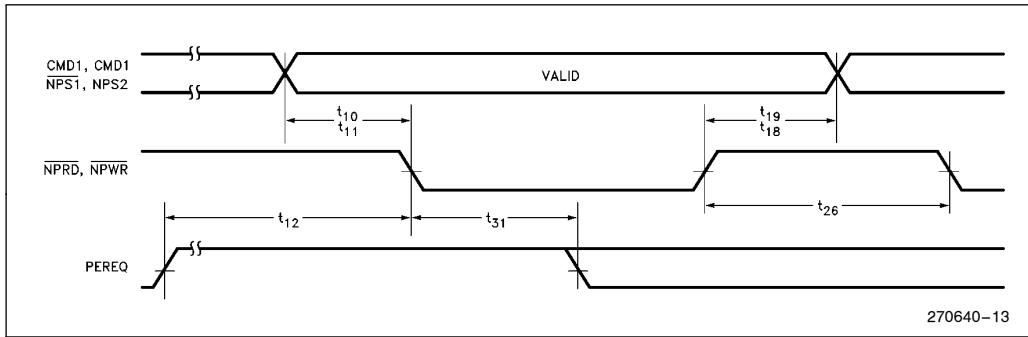 CMD1, CMD1
NPS1, NPS2
VALID
t10
t11
t19
t18
NPRD, NPWR
t26
t12
t31
PEREQ
270640-13